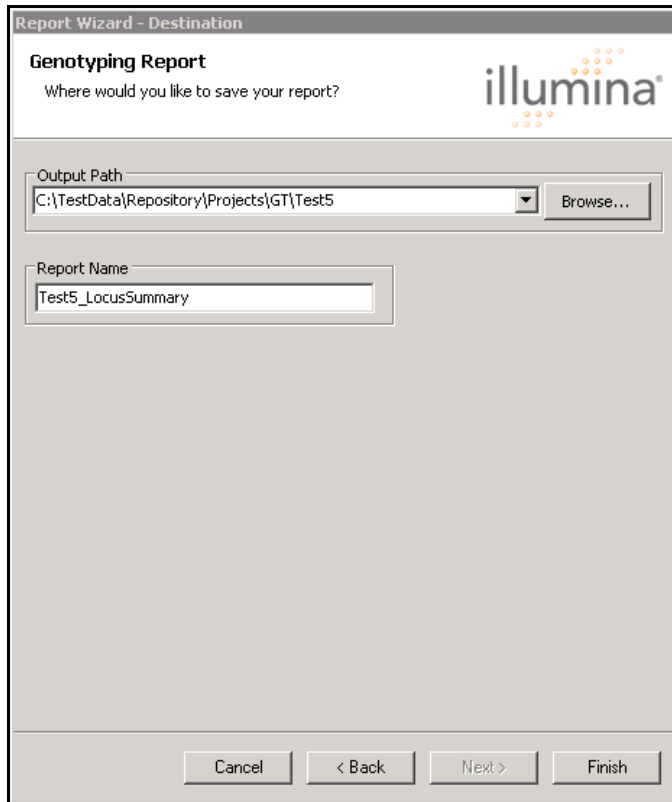 Report Wizard - Destination
Genotyping Report
Where would you like to save your report?
illumina®
Output Path
C:\TestData\Repository\Projects\GT\Test5
Browse...
Report Name
Test5_LocusSummary
Cancel
< Back
Next >
Finish